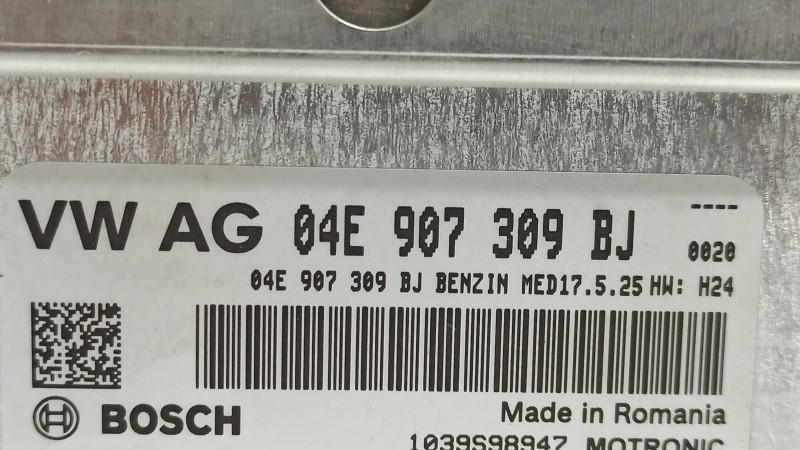 VW AG 04E 907 309 BJ ----
0020
04E 907 309 BJ BENZIN MED17.5.25 HW: H24
BOSCH
Made in Romania
1039S98947 MOTRONIC